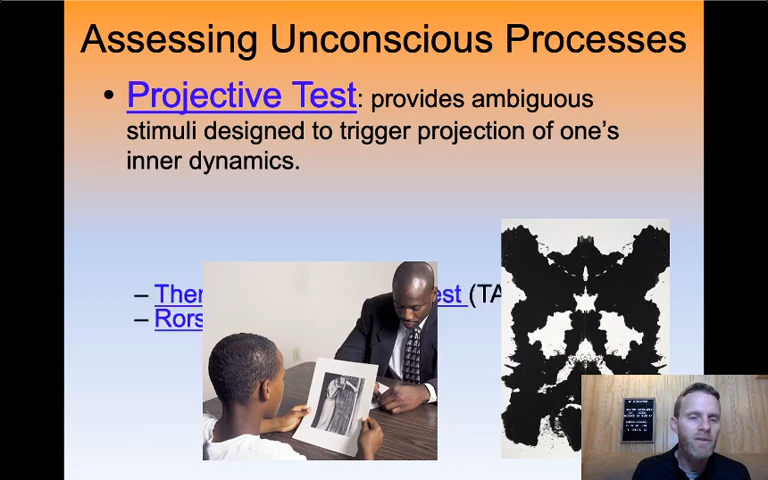 Assessing Unconscious Processes
• Projective Test: provides ambiguous
stimuli designed to trigger projection of one's
inner dynamics.
– Ther est (TA
– Rors